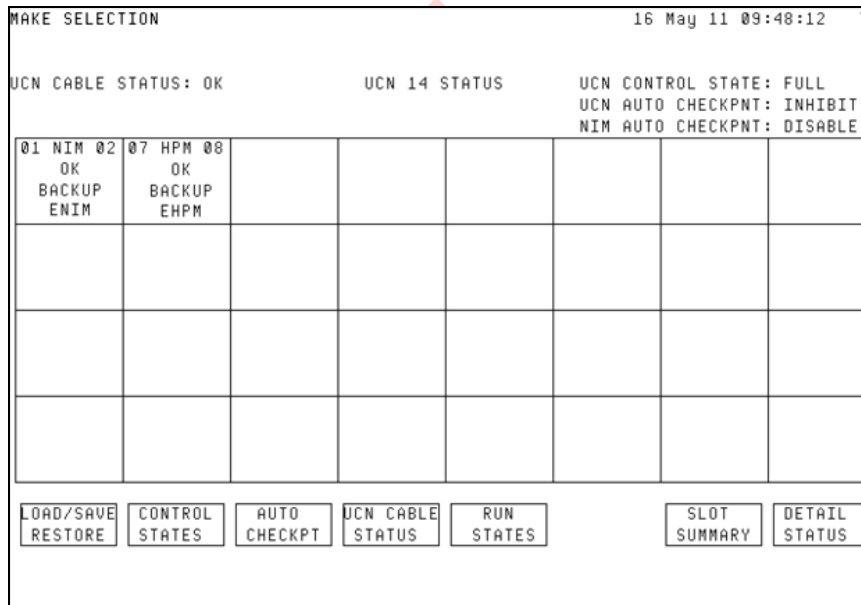 MAKE SELECTION 16 May 11 09:48:12
UCN CABLE STATUS: OK UCN 14 STATUS UCN CONTROL STATE: FULL
UCN AUTO CHECKPNT: INHIBIT
NIM AUTO CHECKPNT: DISABLE
01 NIM 02 07 HPM 08
OK OK
BACKUP BACKUP
ENIM EHPM
LOAD/SAVE CONTROL AUTO UCN CABLE RUN SLOT DETAIL
RESTORE STATES CHECKPT STATUS STATES SUMMARY STATUS